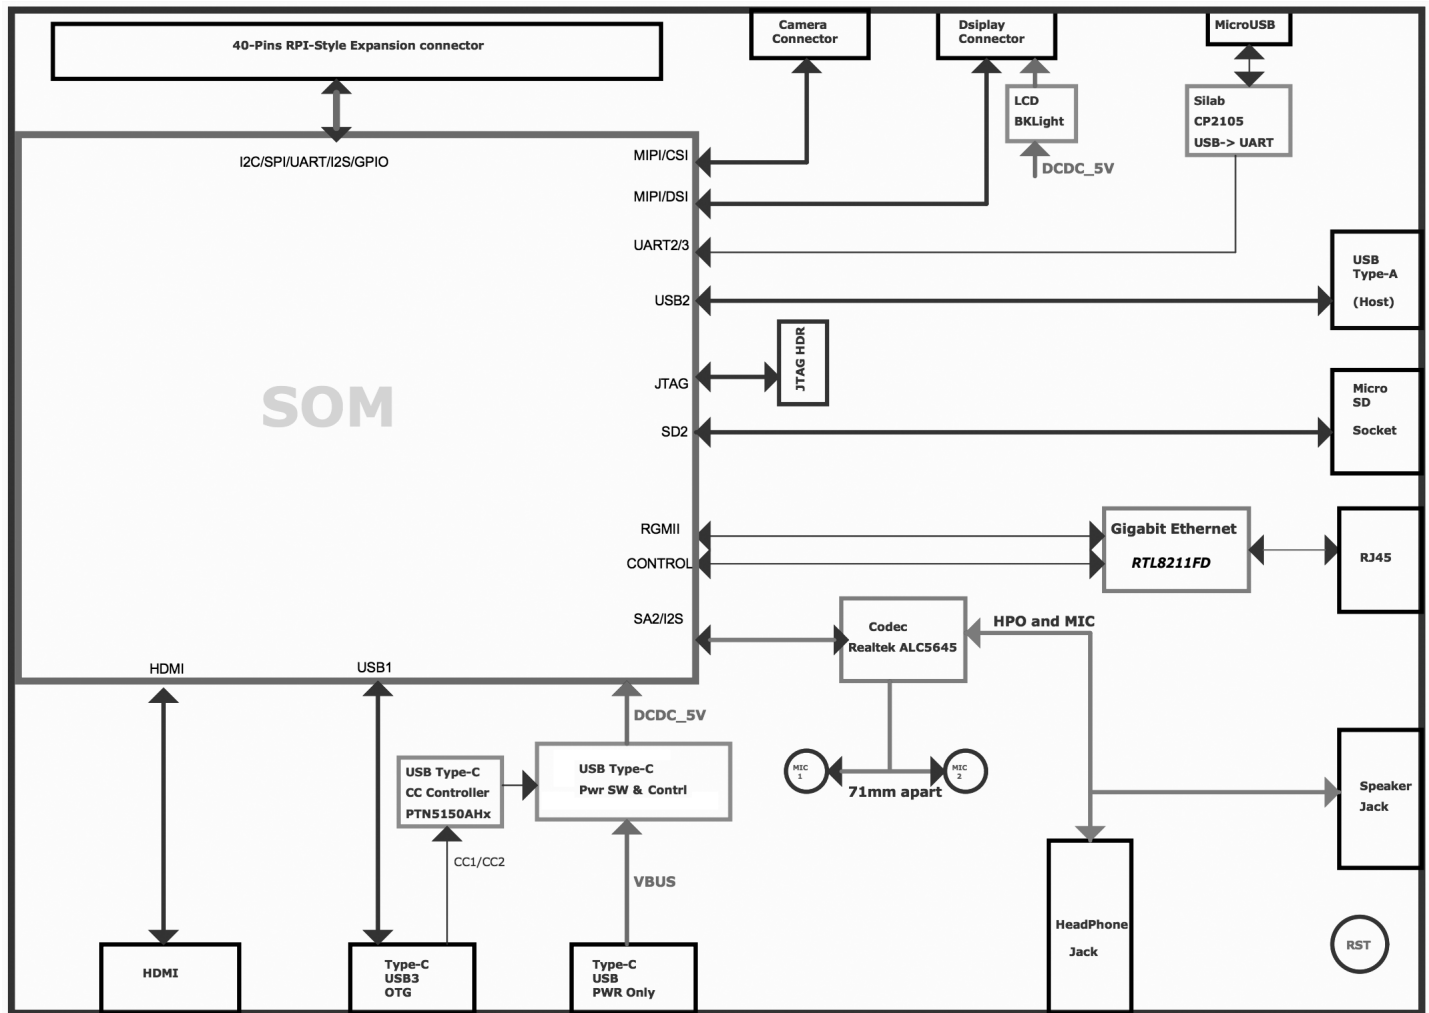 40-Pins RPI-Style Expansion connector
Camera
Connector
Dsiplay
Connector
MicroUSB
LCD
BKLight
Silab
CP2105
USB-> UART
I2C/SPI/UART/I2S/GPIO
MIPI/CSI
DCDC_5V
MIPI/DSI
UART2/3
USB
Type-A
(Host)
USB2
JTAG HDR
JTAG
SOM
Micro
SD
Socket
SD2
RGMII
Gigabit Ethernet
RTL8211FD
RJ45
CONTROL
SA2/I2S
Codec
Realtek ALC5645
HPO and MIC
HDMI
USB1
DCDC_5V
USB Type-C
CC Controller
PTN5150AHx
USB Type-C
Pwr SW & Contrl
MIC
1
MIC
2
71mm apart
Speaker
Jack
CC1/CC2
VBUS
HeadPhone
Jack
RST
HDMI
Type-C
USB3
OTG
Type-C
USB
PWR Only